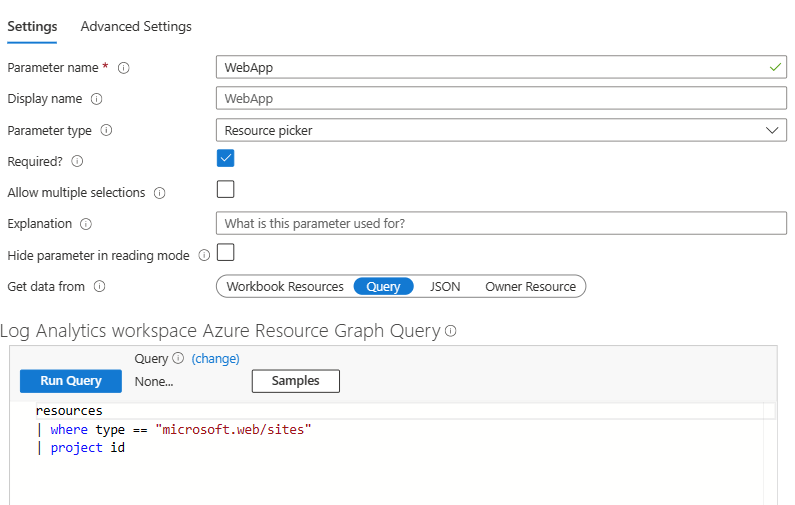 Settings Advanced Settings
Parameter name * WebApp
Display name WebApp
Parameter type Resource picker
Required?
Allow multiple selections
Explanation What is this parameter used for?
Hide parameter in reading mode
Get data from Workbook Resources Query JSON Owner Resource
Log Analytics workspace Azure Resource Graph Query
Query (change)
Run Query None... Samples
resources
| where type == "microsoft.web/sites"
| project id